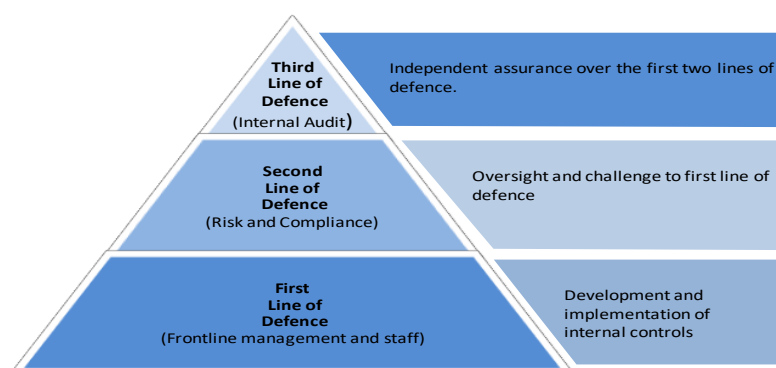 Third
Line of
Defence
(Internal Audit)
Independent assurance over the first two lines of
defence.
Second
Line of
Defence
(Risk and Compliance)
Oversight and challenge to first line of
defence
First
Line of
Defence
(Frontline management and staff)
Development and
implementation of
internal controls